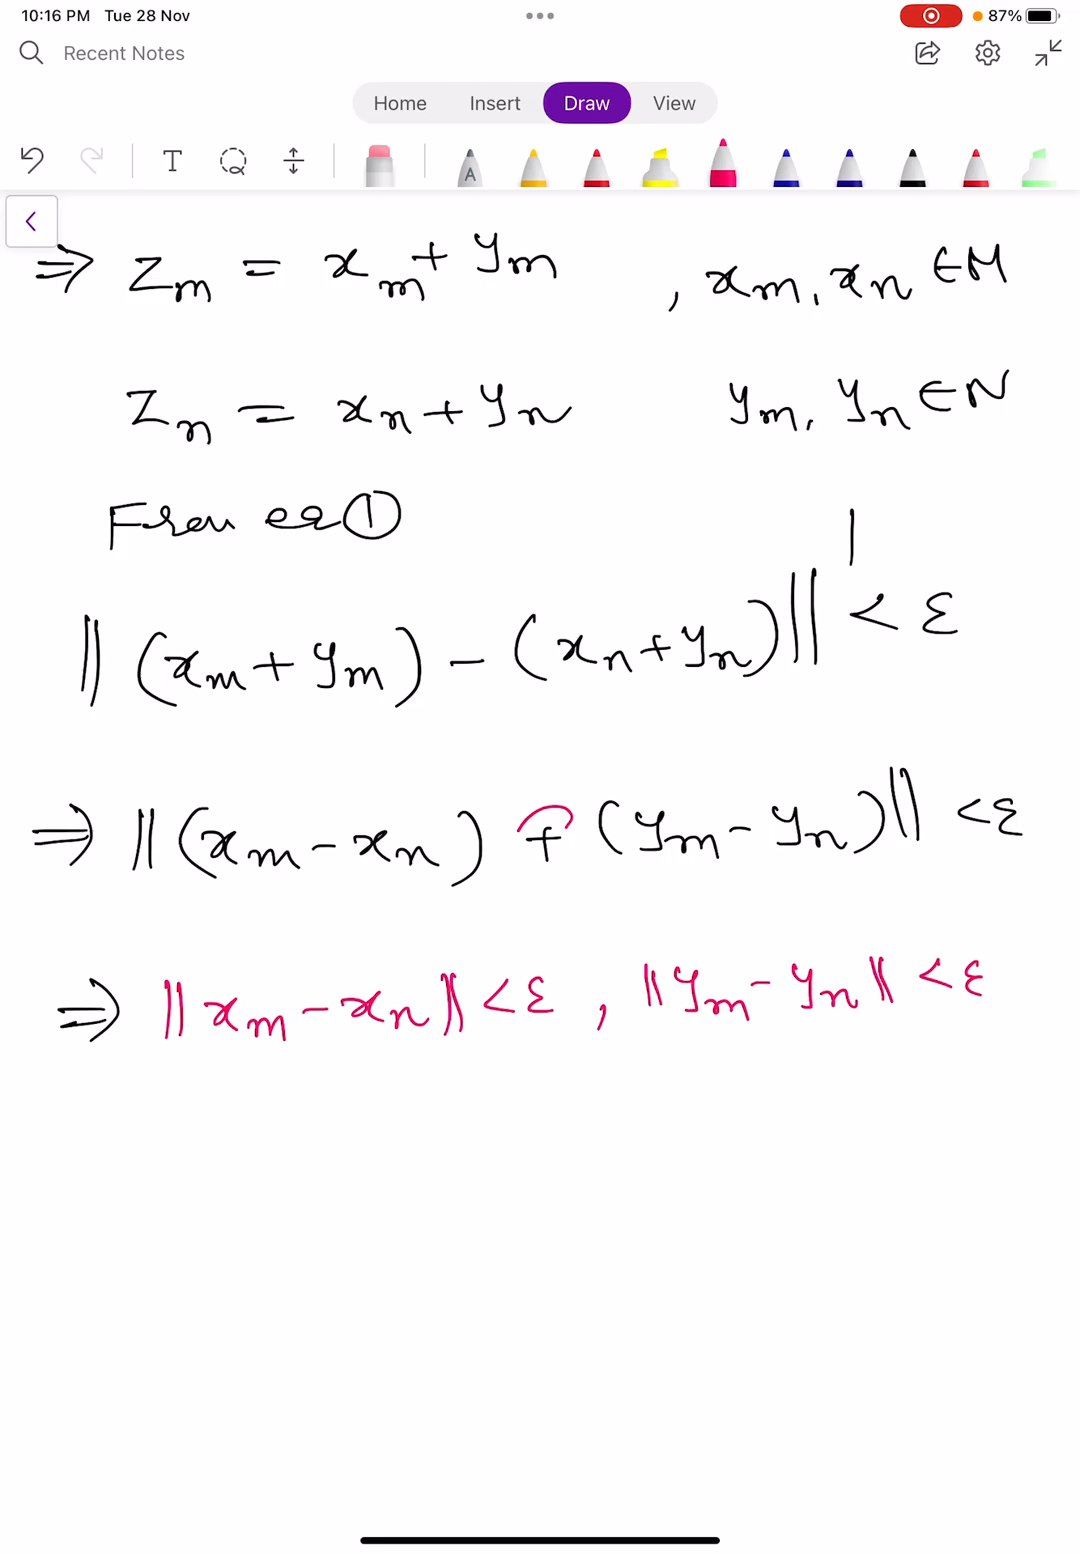 10:16 PM Tue 28 Nov 87%
Recent Notes
Home Insert Draw View
T A
⇒ Zm = xm + ym , xm, xn ∈ M
Zn = xn + yn ym, yn ∈ N
From eq ①
|| (xm + ym) - (xn + yn) || < ε
⇒ || (xm - xn) + (ym - yn) || < ε
⇒ || xm - xn || < ε , || ym - yn || < ε